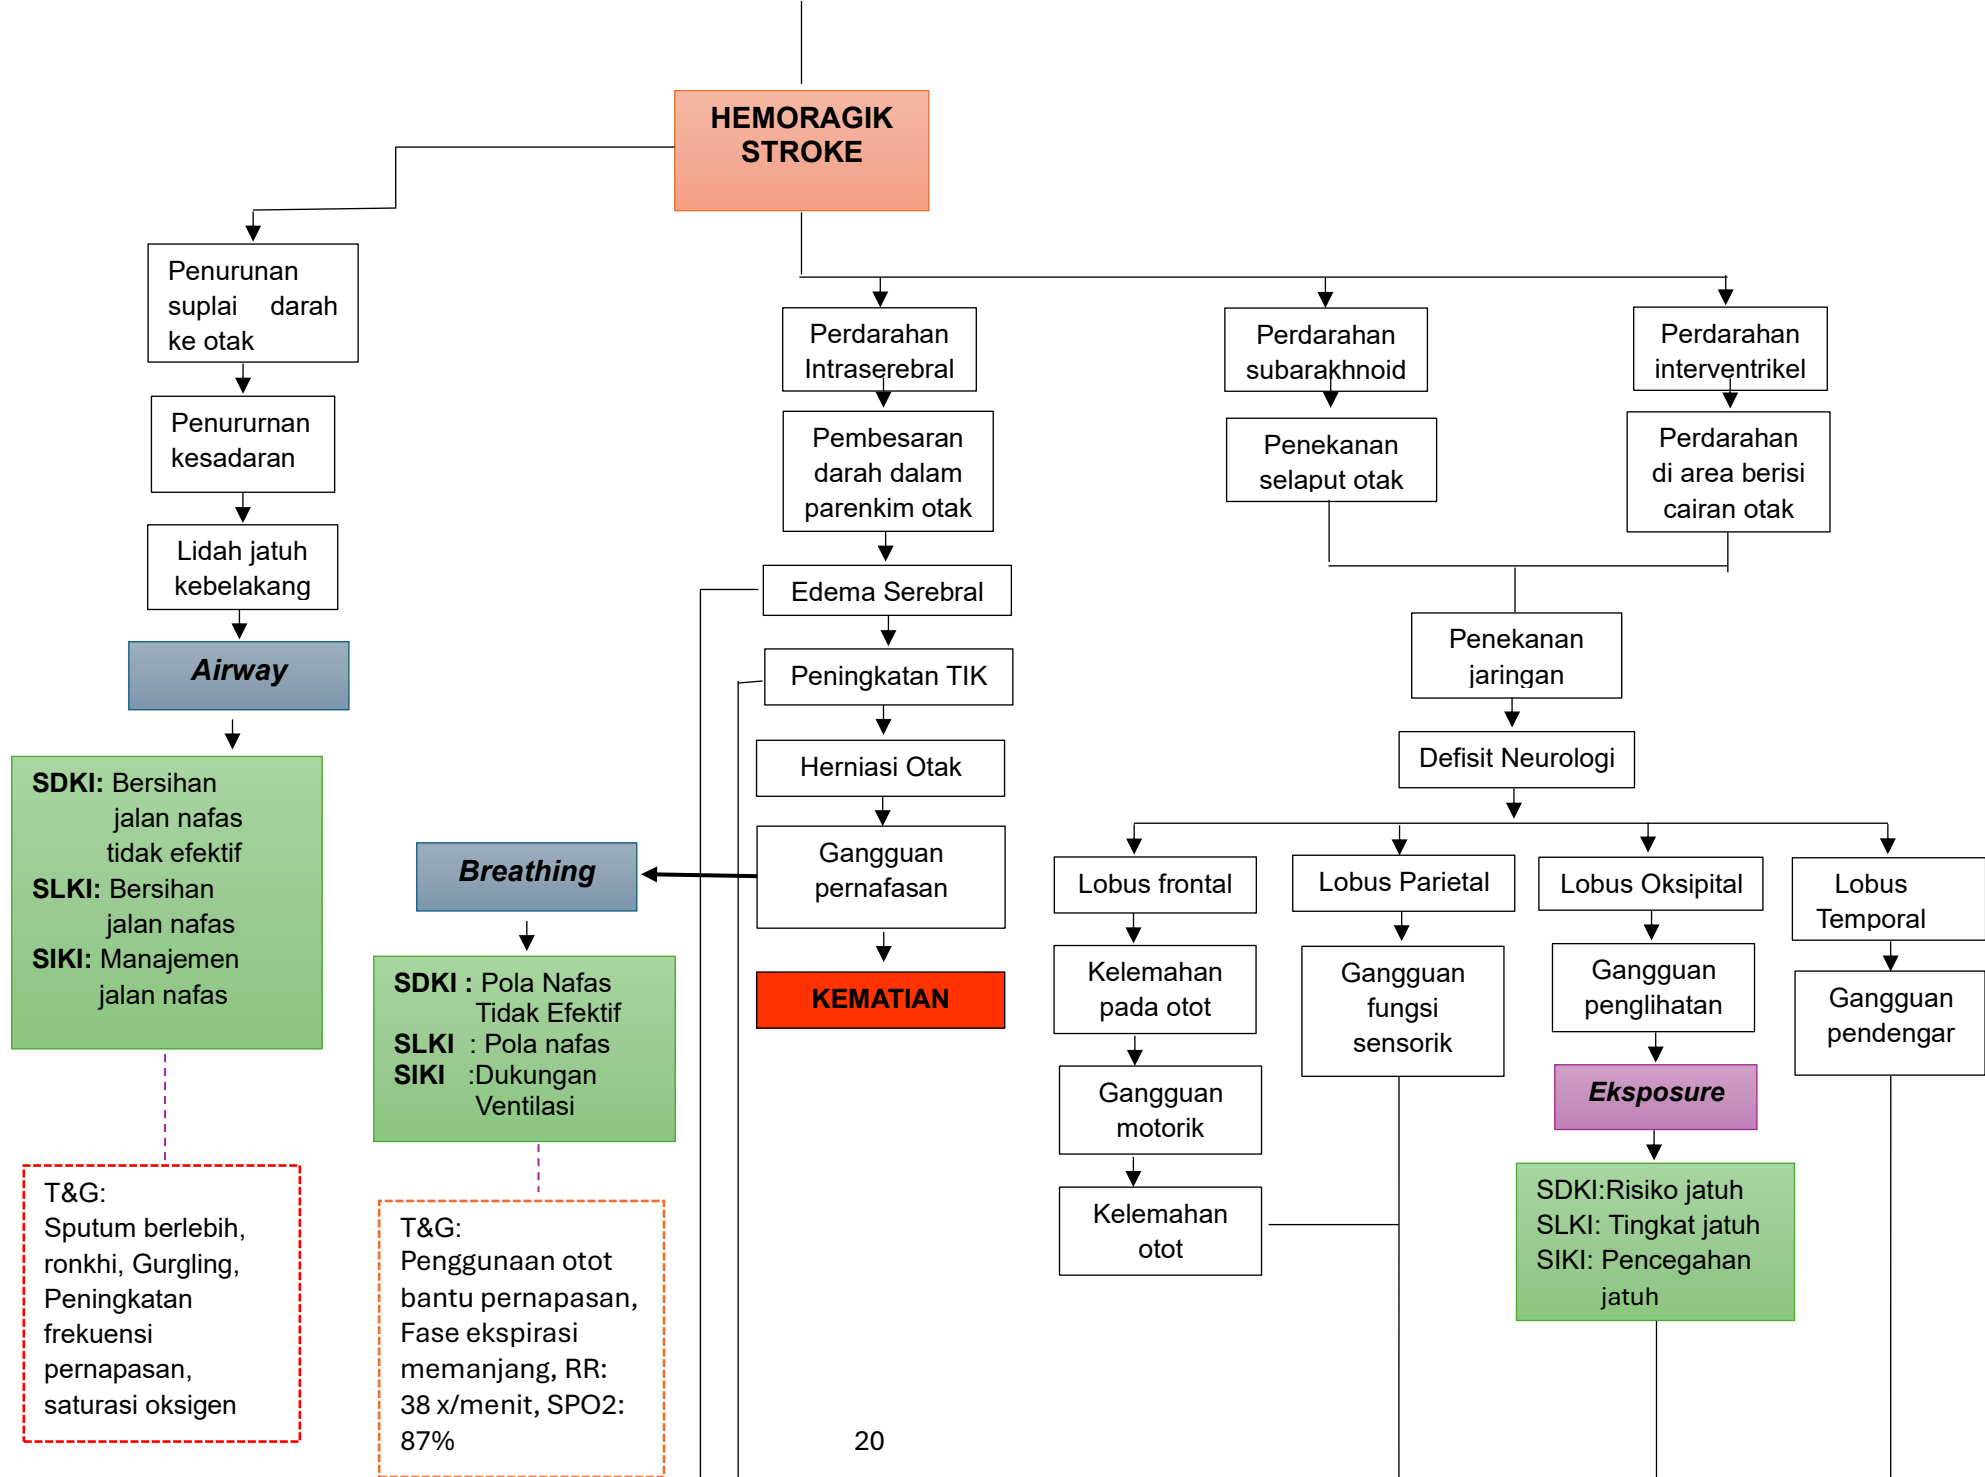 HEMORAGIK
STROKE
Penurunan
suplai darah
ke otak
Penururnan
kesadaran
Lidah jatuh
kebelakang
Airway
SDKI: Bersihan
jalan nafas
tidak efektif
SLKI: Bersihan
jalan nafas
SIKI: Manajemen
jalan nafas
T&G:
Sputum berlebih,
ronkhi, Gurgling,
Peningkatan
frekuensi
pernapasan,
saturasi oksigen
Breathing
SDKI : Pola Nafas
Tidak Efektif
SLKI : Pola nafas
SIKI :Dukungan
Ventilasi
T&G:
Penggunaan otot
bantu pernapasan,
Fase ekspirasi
memanjang, RR:
38 x/menit, SPO2:
87%
Perdarahan
Intraserebral
Pembesaran
darah dalam
parenkim otak
Edema Serebral
Peningkatan TIK
Herniasi Otak
Gangguan
pernafasan
KEMATIAN
Perdarahan
subarakhnoid
Penekanan
selaput otak
Perdarahan
interventrikel
Perdarahan
di area berisi
cairan otak
Penekanan
jaringan
Defisit Neurologi
Lobus frontal
Kelemahan
pada otot
Gangguan
motorik
Kelemahan
otot
Lobus Parietal
Gangguan
fungsi
sensorik
Lobus Oksipital
Gangguan
penglihatan
Eksposure
SDKI:Risiko jatuh
SLKI: Tingkat jatuh
SIKI: Pencegahan
jatuh
Lobus
Temporal
Gangguan
pendengar
20